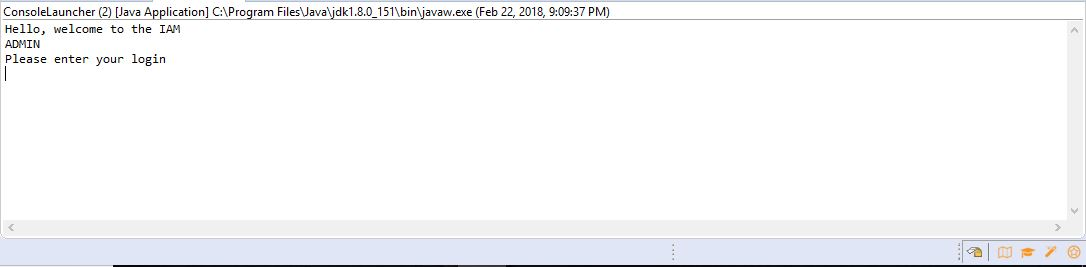 ConsoleLauncher (2) [Java Application] C:\Program Files\Java\jdk1.8.0_151\bin\javaw.exe (Feb 22, 2018, 9:09:37 PM)
Hello, welcome to the IAM
ADMIN
Please enter your login